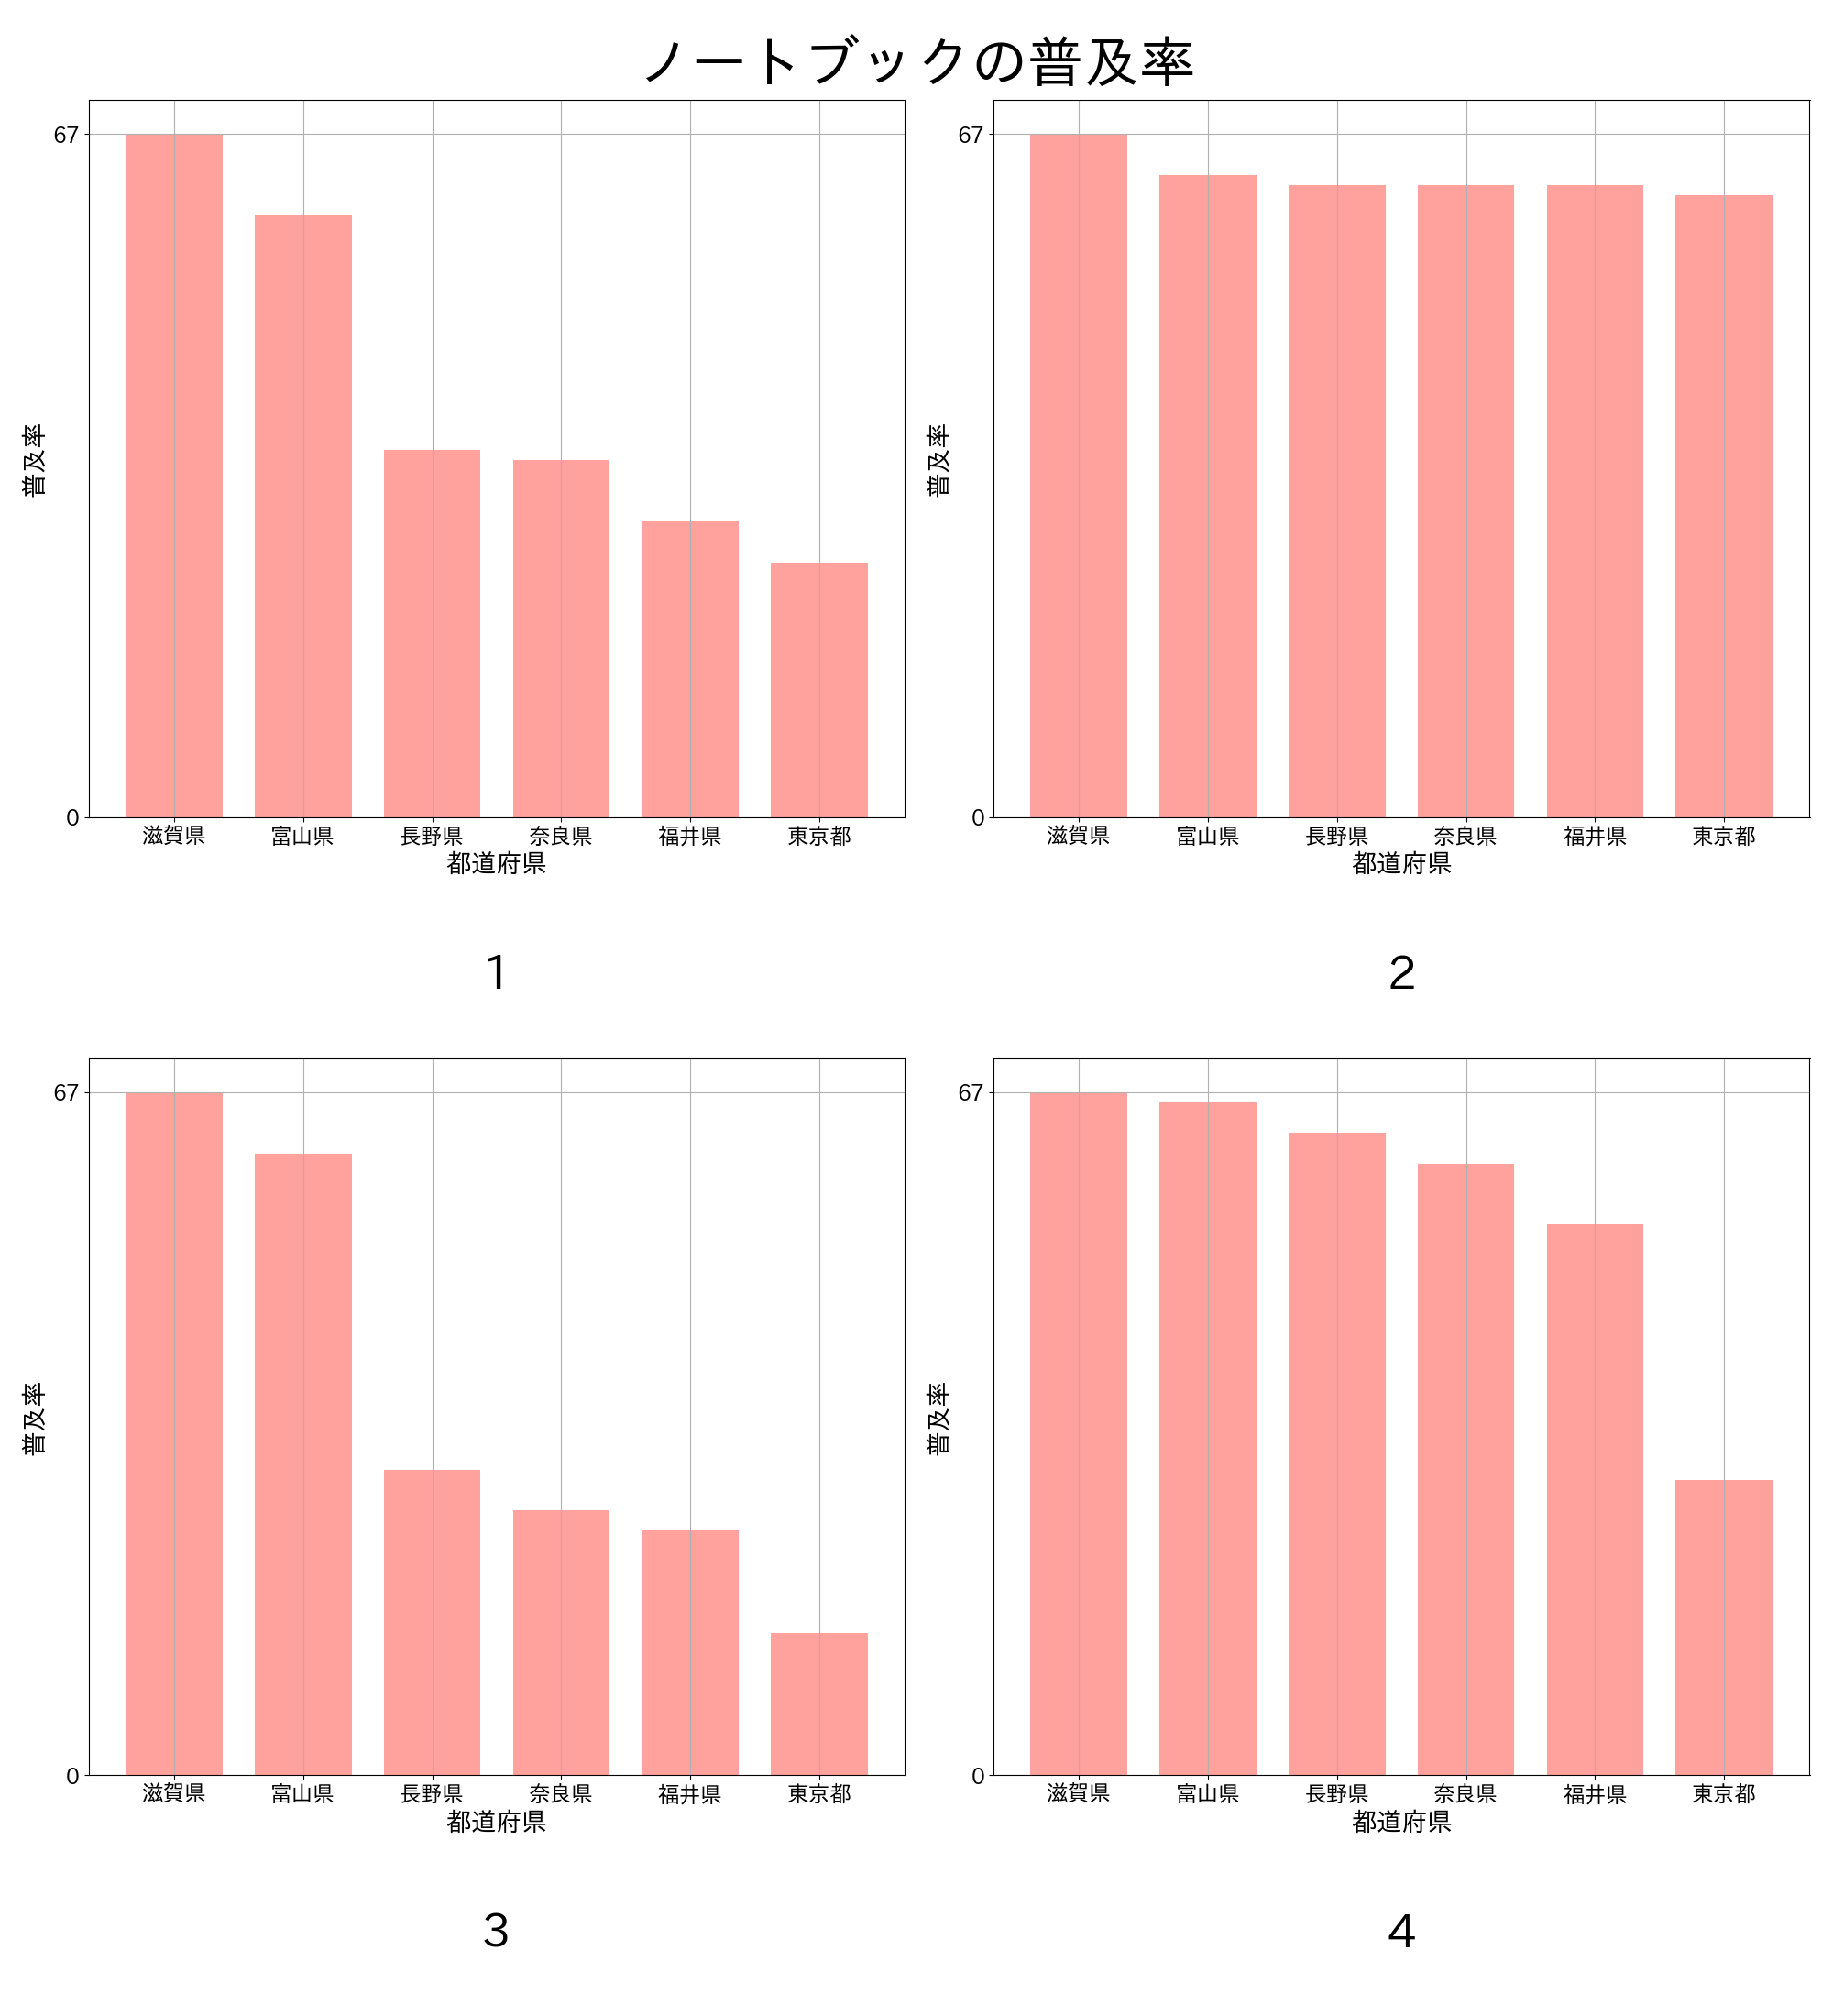 ノートブックの普及率
67
普及率
0
滋賀県 富山県 長野県 奈良県 福井県 東京都
都道府県
1
67
普及率
0
滋賀県 富山県 長野県 奈良県 福井県 東京都
都道府県
2
67
普及率
0
滋賀県 富山県 長野県 奈良県 福井県 東京都
都道府県
3
67
普及率
0
滋賀県 富山県 長野県 奈良県 福井県 東京都
都道府県
4